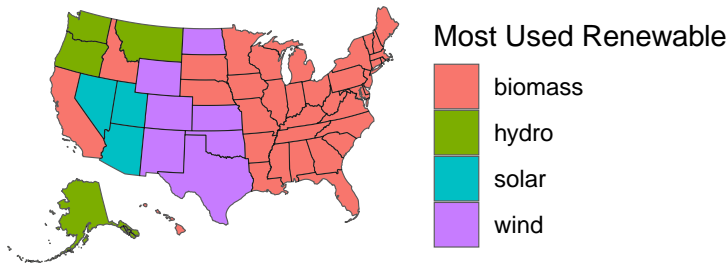 Most Used Renewable
biomass
hydro
solar
wind